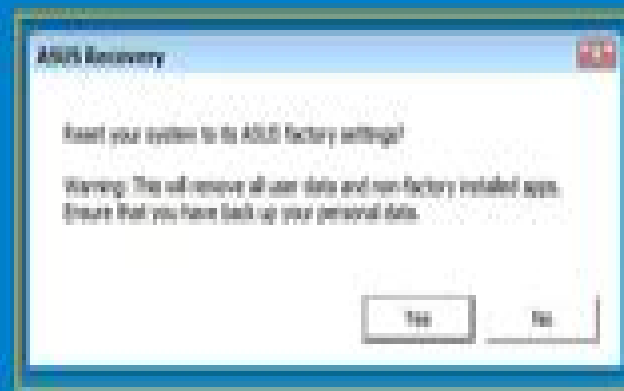 ASUS Recovery
Reset your system to its ASUS factory settings?
Warning: This will remove all user data and non-factory installed apps.
Ensure that you have back up your personal data.
Yes
No